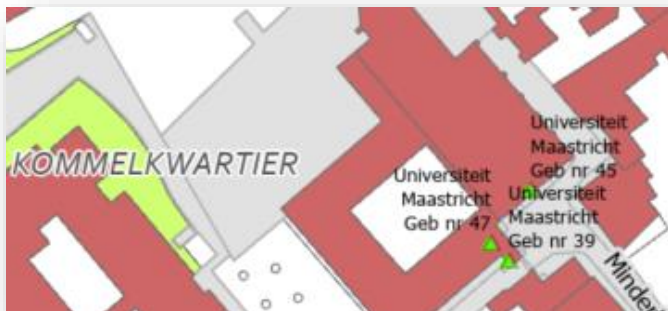 KOMMELKWARTIER
Universiteit
Maastricht
Geb nr 45
Universiteit
Maastricht
Geb nr 47
Universiteit
Maastricht
Geb nr 39
Minder